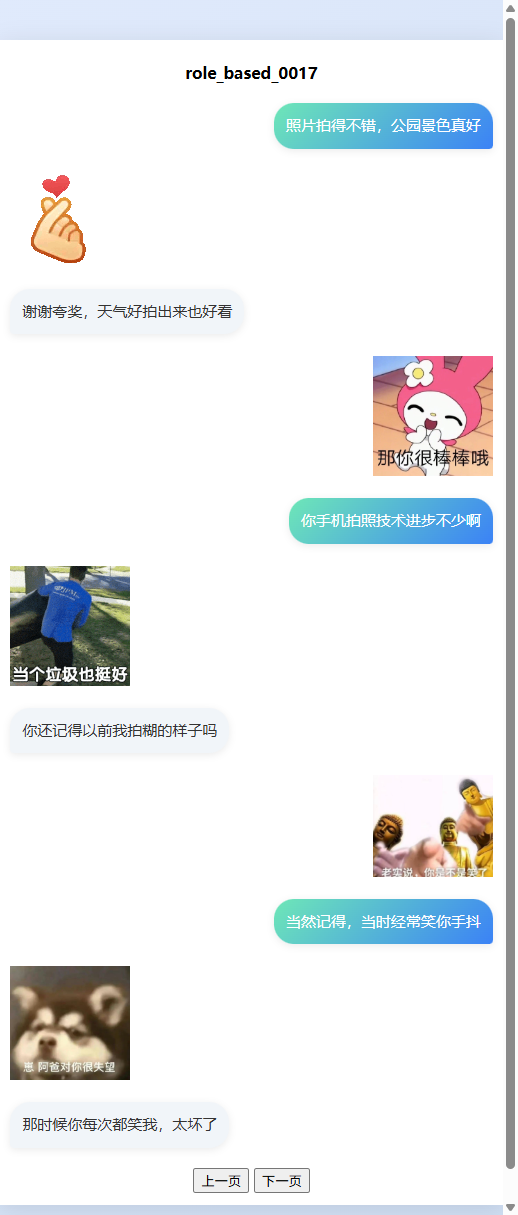 role_based_0017
照片拍得不错，公园景色真好
谢谢夸奖，天气好拍出来也好看
那你很棒棒哦
你手机拍照技术进步不少啊
当个垃圾也挺好
你还记得以前我拍糊的样子吗
老实说，你是不是弯了
当然记得，当时经常笑你手抖
崽 阿爸对你很失望
那时候你每次都笑我，太坏了
上一页 下一页